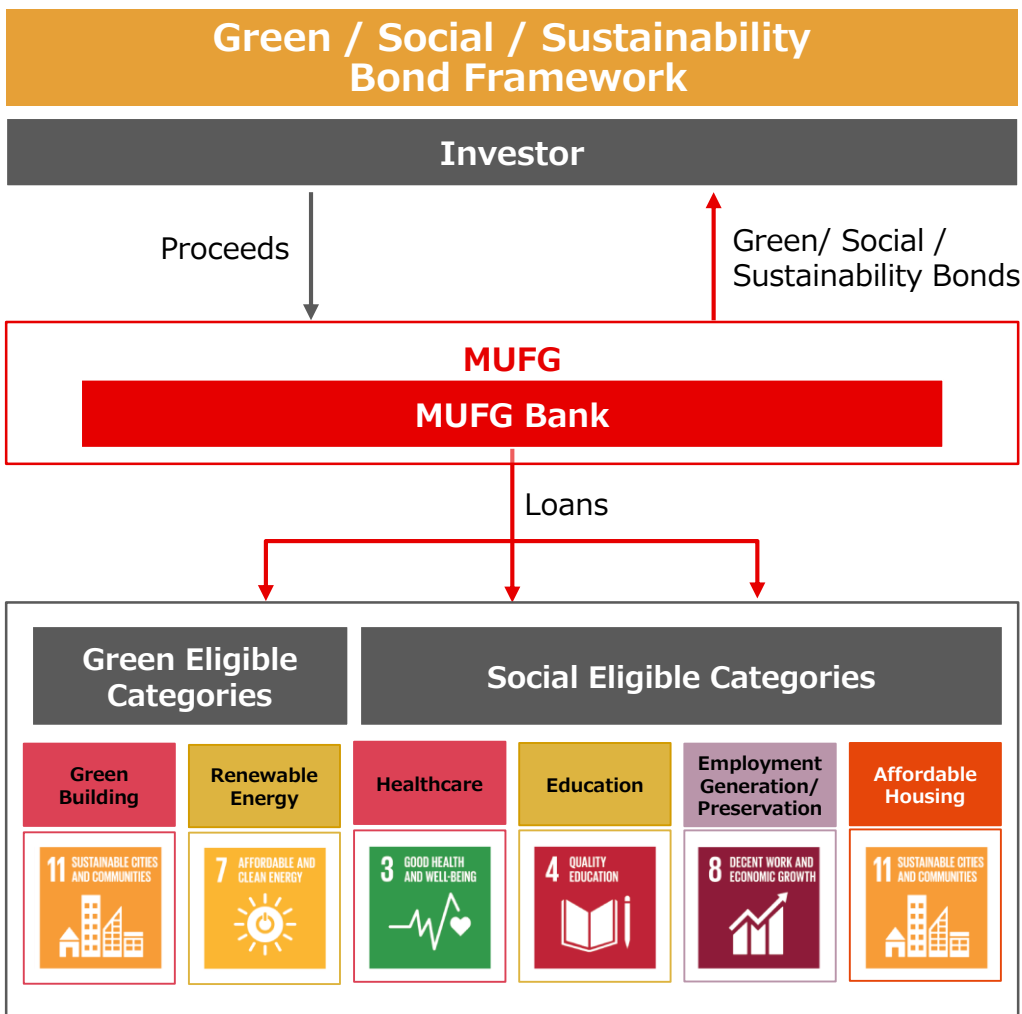 Green / Social / Sustainability
Bond Framework
Investor
Proceeds
Green/ Social /
Sustainability Bonds
MUFG
MUFG Bank
Loans
Green Eligible
Categories
Social Eligible Categories
Green
Building
Renewable
Energy
Healthcare
Education
Employment
Generation/
Preservation
Affordable
Housing
11 SUSTAINABLE CITIES
AND COMMUNITIES
7 AFFORDABLE AND
CLEAN ENERGY
3 GOOD HEALTH
AND WELL-BEING
4 QUALITY
EDUCATION
8 DECENT WORK AND
ECONOMIC GROWTH
11 SUSTAINABLE CITIES
AND COMMUNITIES